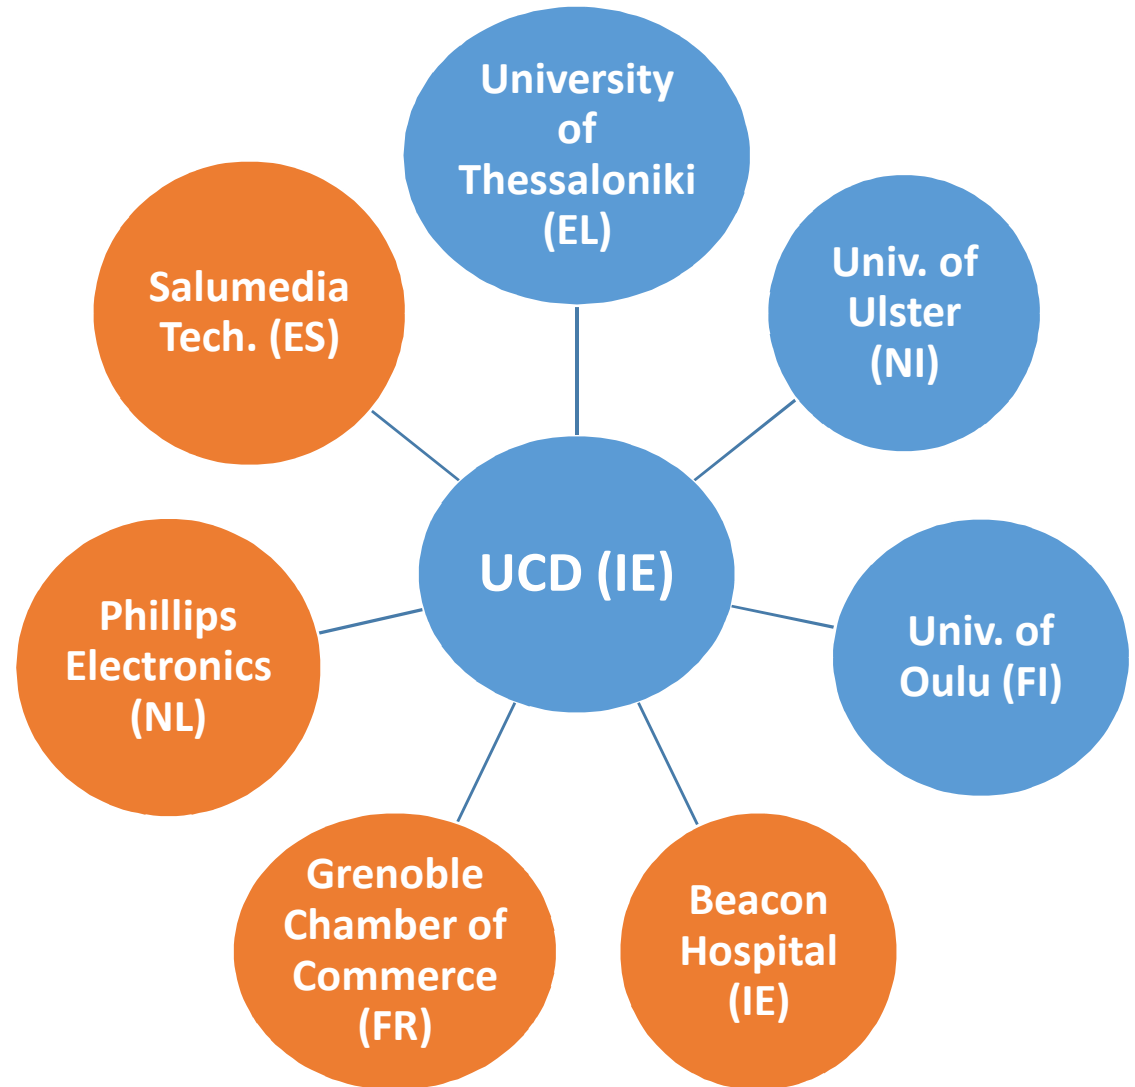 University
of
Thessaloniki
(EL)
Univ. of
Ulster
(NI)
Salumedia
Tech. (ES)
UCD (IE)
Phillips
Electronics
(NL)
Univ. of
Oulu (FI)
Grenoble
Chamber of
Commerce
(FR)
Beacon
Hospital
(IE)